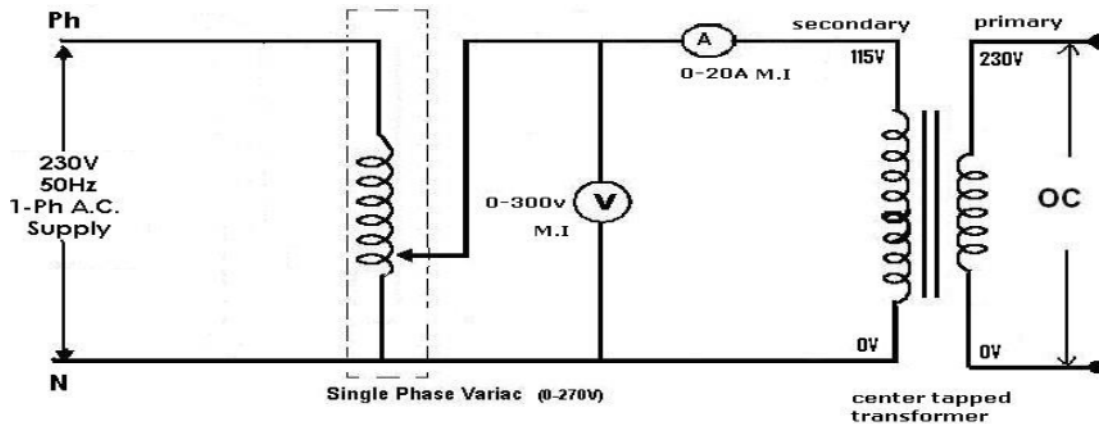 Ph
230V
50Hz
1-Ph A.C.
Supply
N
Single Phase Variac (0-270V)
0-300v
M.I
V
A
0-20A M.I
secondary
115V
0V
primary
230V
OC
0V
center tapped
transformer